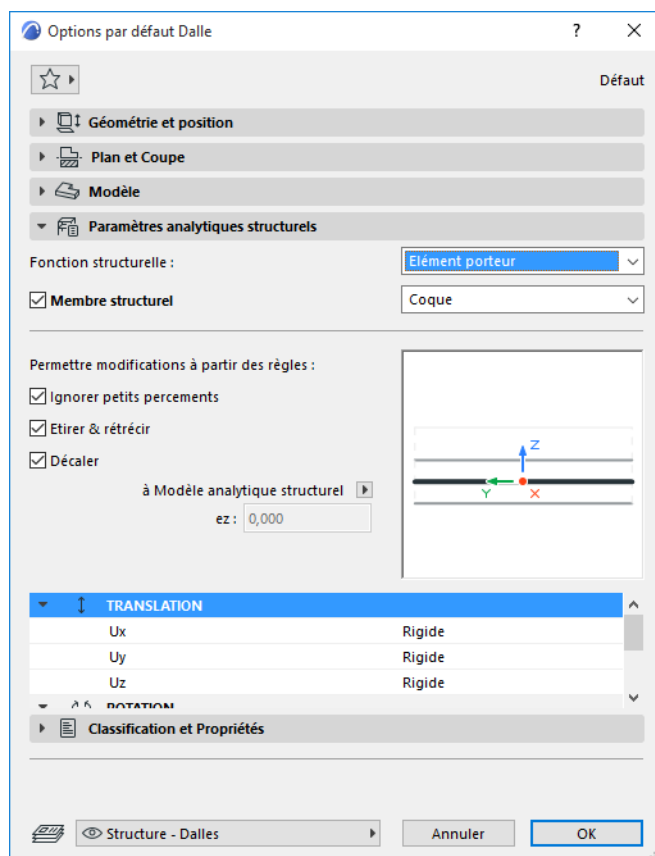 Options par défaut Dalle
?
Défaut
Géométrie et position
Plan et Coupe
Modèle
Paramètres analytiques structurels
Fonction structurelle : Elément porteur
Membre structurel Coque
Permettre modifications à partir des règles :
Ignorer petits percements
Etirer & rétrécir
Décaler
à Modèle analytique structurel
ez : 0,000
Z
Y X
TRANSLATION
Ux Rigide
Uy Rigide
Uz Rigide
ROTATION
Classification et Propriétés
Structure - Dalles Annuler OK